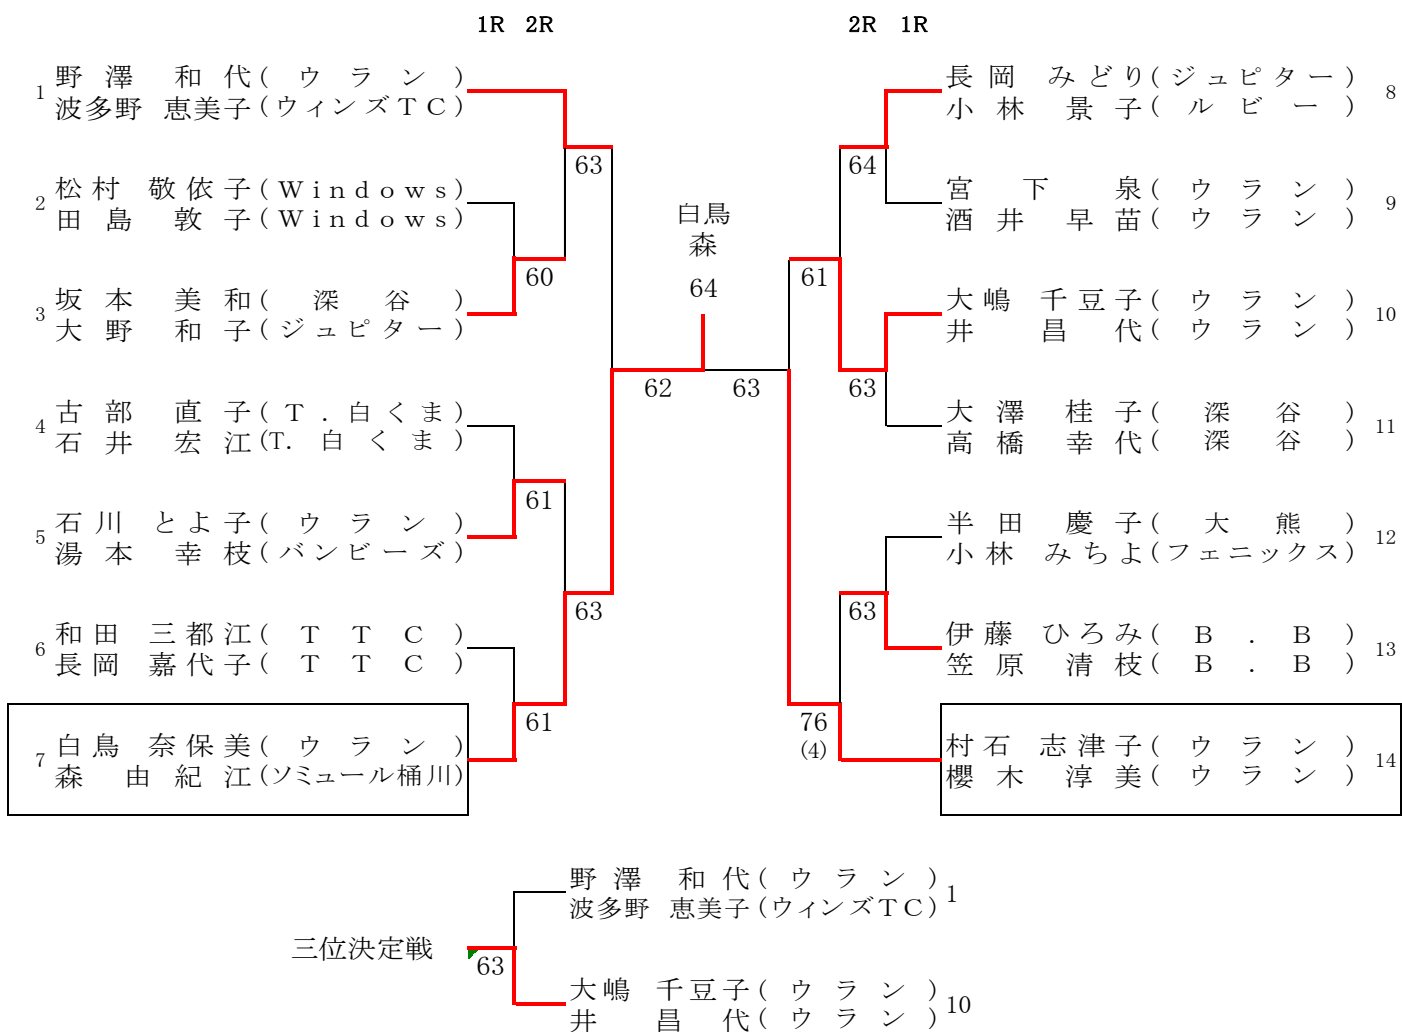 1R 2R
2R 1R
1 野澤 和代(ウラン)
波多野 恵美子(ウィンズTC)
2 松村 敬依子(Windows)
田島 敦子(Windows)
3 坂本 美和(深谷)
大野 和子(ジュピター)
4 古部 直子(T.白くま)
石井 宏江(T.白くま)
5 石川 とよ子(ウラン)
湯本 幸枝(バンビーズ)
6 和田 三都江(TTC)
長岡 嘉代子(TTC)
7 白鳥 奈保美(ウラン)
森 由紀江(ソミュール桶川)
63
60
61
63
61
白鳥
森
64
62
63
64
61
63
63
76
(4)
長岡 みどり(ジュピター) 8
小林 景子(ルビー)
宮下 泉(ウラン) 9
酒井 早苗(ウラン)
大嶋 千豆子(ウラン) 10
井 昌代(ウラン)
大澤 桂子(深谷) 11
高橋 幸代(深谷)
半田 慶子(大熊) 12
小林 みちよ(フェニックス)
伊藤 ひろみ(B.B) 13
笠原 清枝(B.B)
村石 志津子(ウラン) 14
櫻木 淳美(ウラン)
三位決定戦
63
野澤 和代(ウラン) 1
波多野 恵美子(ウィンズTC)
大嶋 千豆子(ウラン) 10
井 昌代(ウラン)